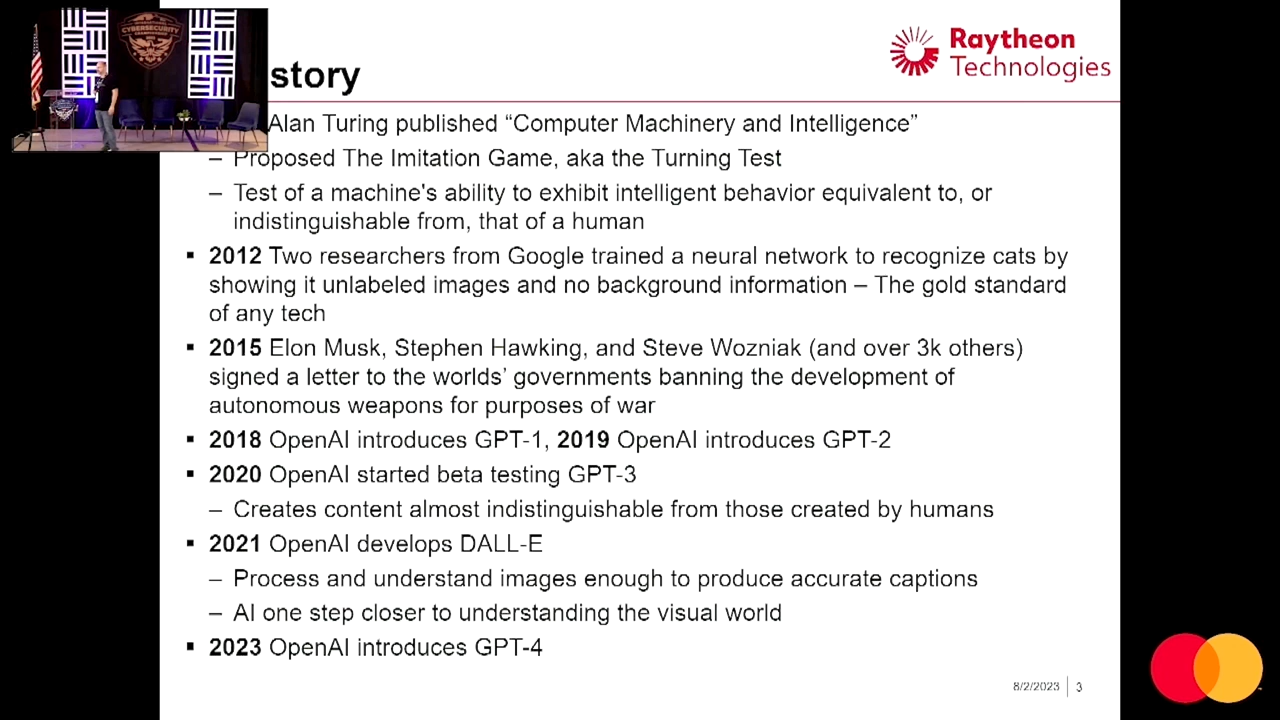 CYBERSECURITY
Raytheon
Technologies
story
Alan Turing published “Computer Machinery and Intelligence”
– Proposed The Imitation Game, aka the Turning Test
– Test of a machine's ability to exhibit intelligent behavior equivalent to, or
indistinguishable from, that of a human
▪ 2012 Two researchers from Google trained a neural network to recognize cats by
showing it unlabeled images and no background information – The gold standard
of any tech
▪ 2015 Elon Musk, Stephen Hawking, and Steve Wozniak (and over 3k others)
signed a letter to the worlds’ governments banning the development of
autonomous weapons for purposes of war
▪ 2018 OpenAI introduces GPT-1, 2019 OpenAI introduces GPT-2
▪ 2020 OpenAI started beta testing GPT-3
– Creates content almost indistinguishable from those created by humans
▪ 2021 OpenAI develops DALL-E
– Process and understand images enough to produce accurate captions
– AI one step closer to understanding the visual world
▪ 2023 OpenAI introduces GPT-4
8/2/2023 | 3